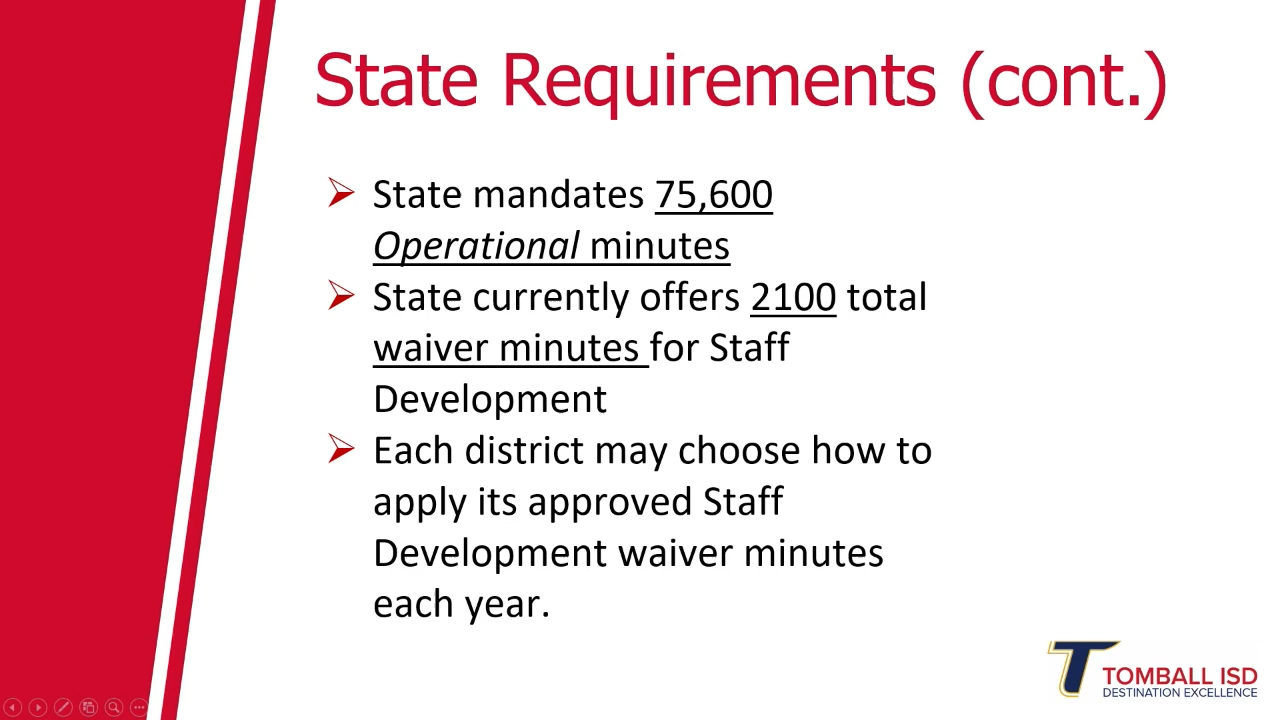 State Requirements (cont.)
State mandates 75,600
Operational minutes
State currently offers 2100 total
waiver minutes for Staff
Development
Each district may choose how to
apply its approved Staff
Development waiver minutes
each year.
T
TOMBALL ISD
DESTINATION EXCELLENCE